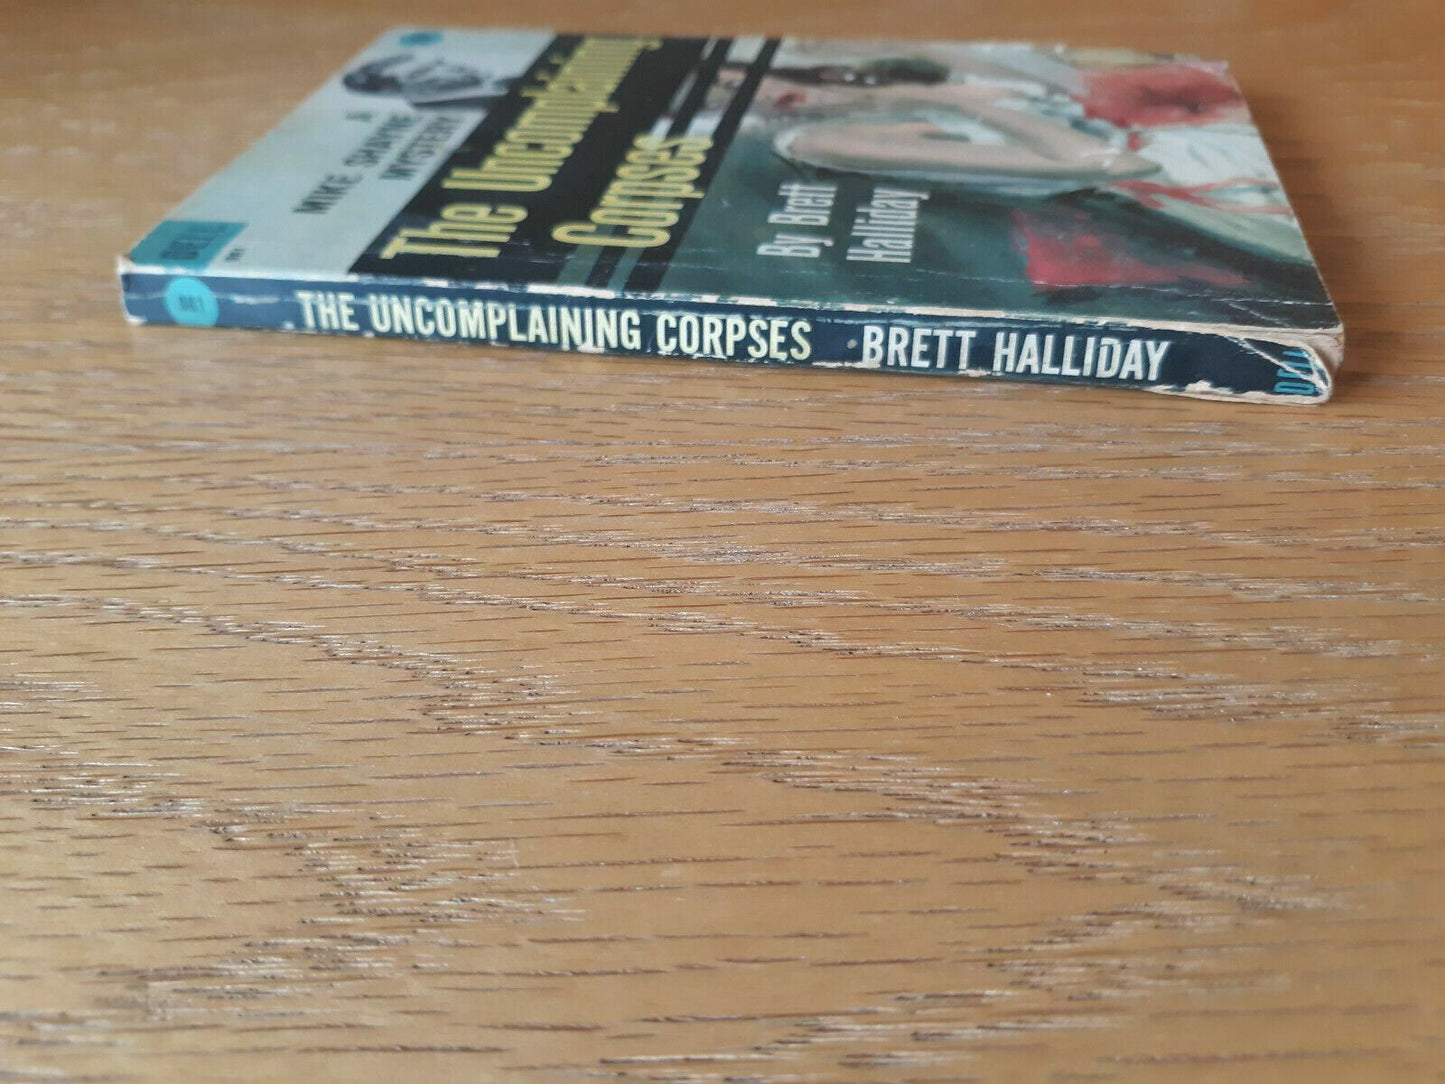 DELL
A
MIKE SHAYNE
MYSTERY
The Uncomplaining
Corpses
By Brett
Halliday
THE UNCOMPLAINING CORPSES BRETT HALLIDAY
DELL